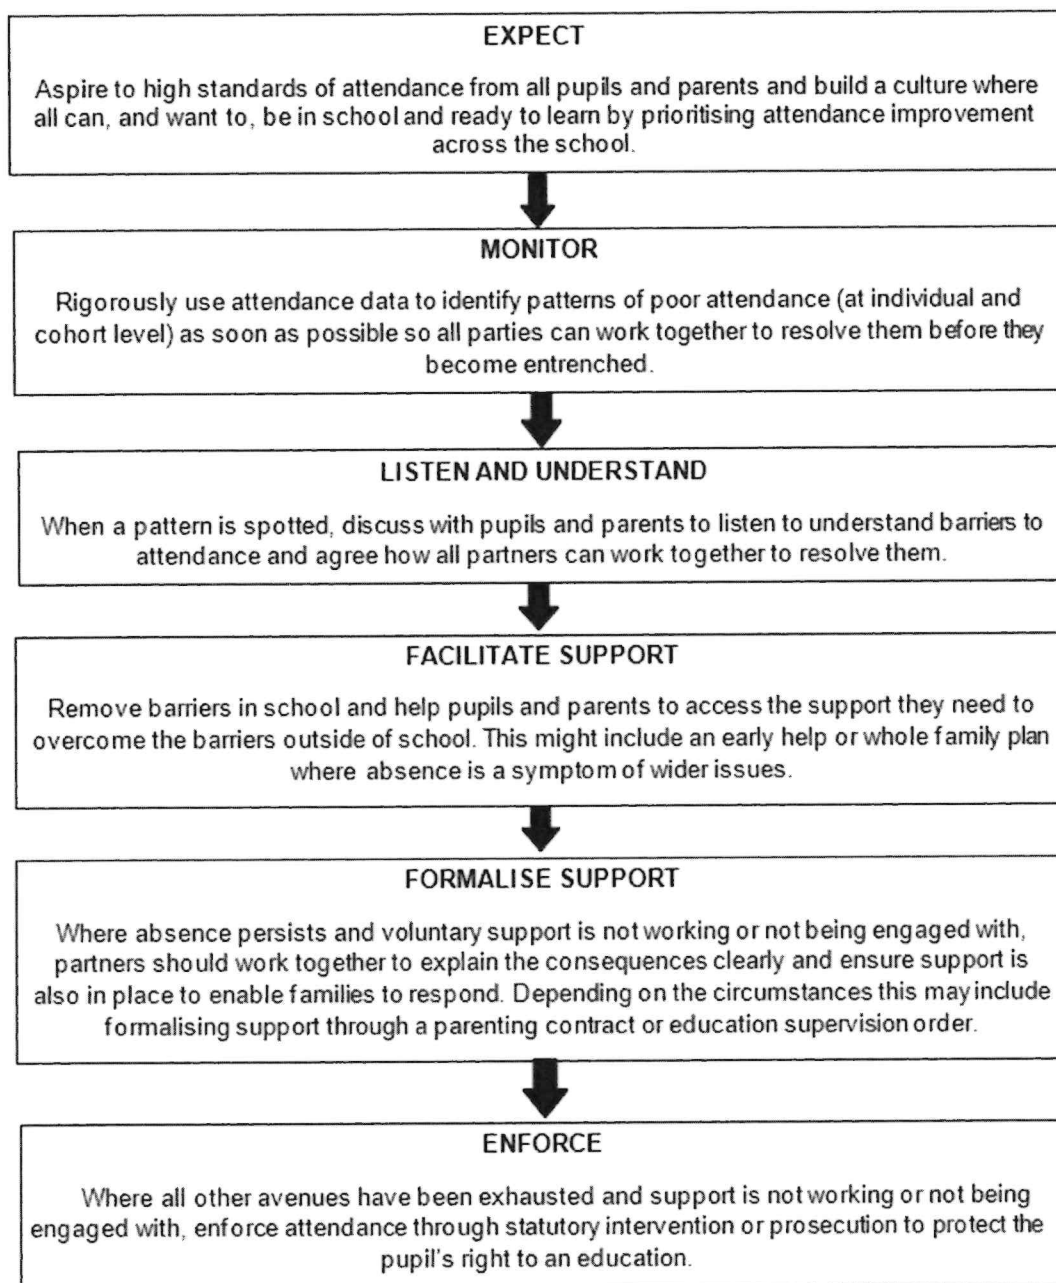 EXPECT
Aspire to high standards of attendance from all pupils and parents and build a culture where
all can, and want to, be in school and ready to learn by prioritising attendance improvement
across the school.
MONITOR
Rigorously use attendance data to identify patterns of poor attendance (at individual and
cohort level) as soon as possible so all parties can work together to resolve them before they
become entrenched.
LISTEN AND UNDERSTAND
When a pattern is spotted, discuss with pupils and parents to listen to understand barriers to
attendance and agree how all partners can work together to resolve them.
FACILITATE SUPPORT
Remove barriers in school and help pupils and parents to access the support they need to
overcome the barriers outside of school. This might include an early help or whole family plan
where absence is a symptom of wider issues.
FORMALISE SUPPORT
Where absence persists and voluntary support is not working or not being engaged with,
partners should work together to explain the consequences clearly and ensure support is
also in place to enable families to respond. Depending on the circumstances this may include
formalising support through a parenting contract or education supervision order.
ENFORCE
Where all other avenues have been exhausted and support is not working or not being
engaged with, enforce attendance through statutory intervention or prosecution to protect the
pupil's right to an education.